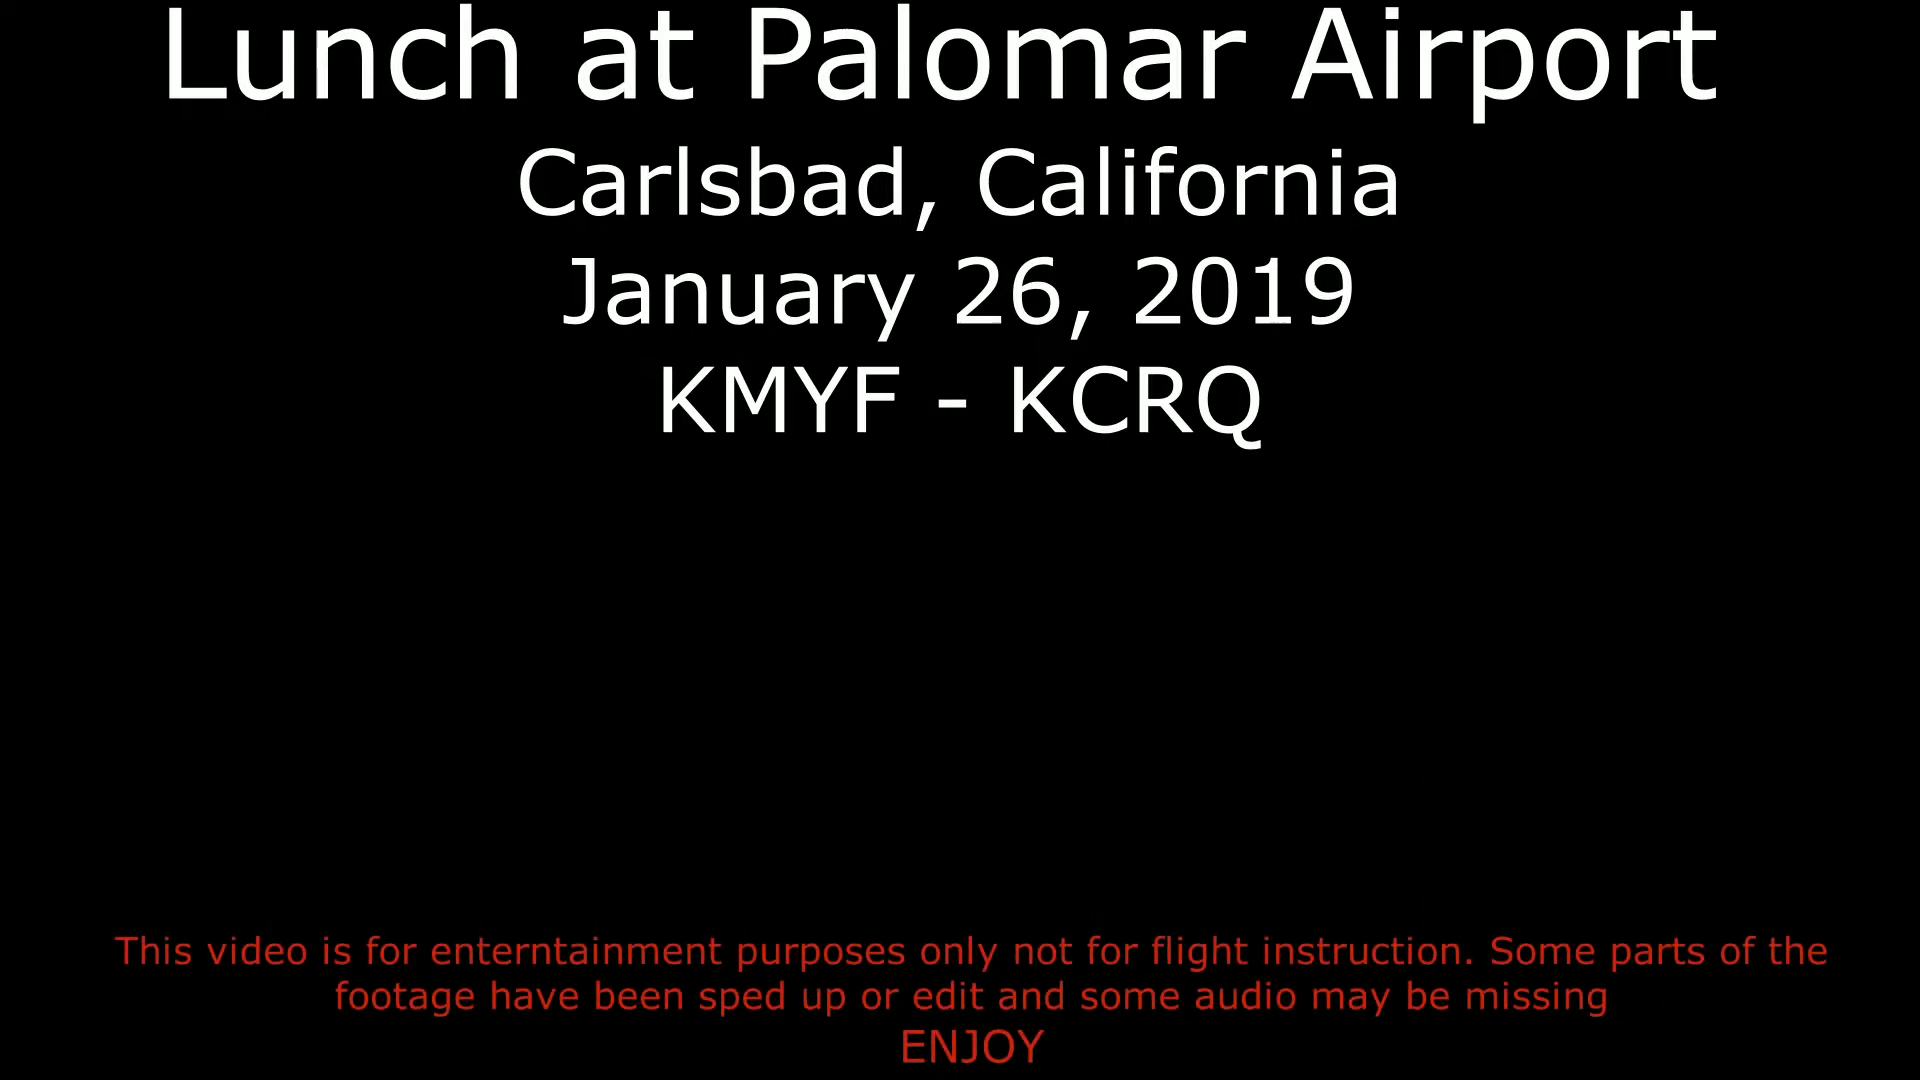 Lunch at Palomar Airport
Carlsbad, California
January 26, 2019
KMYF - KCRQ
This video is for enterntainment purposes only not for flight instruction. Some parts of the
footage have been sped up or edit and some audio may be missing
ENJOY